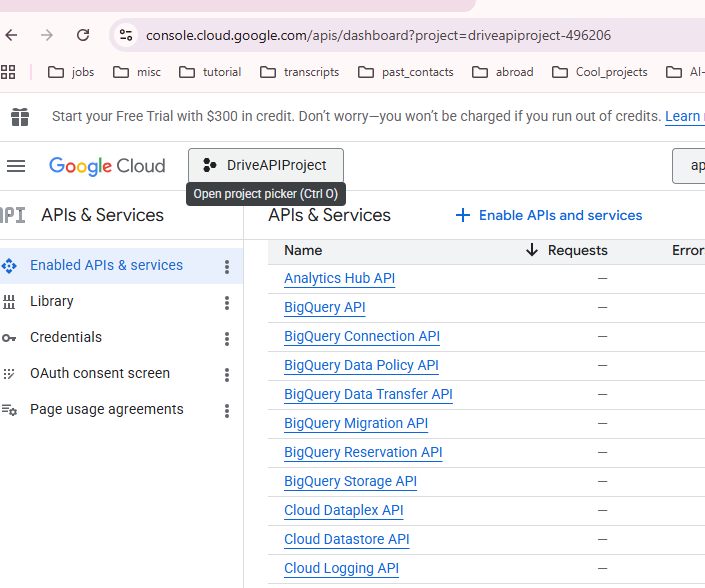 console.cloud.google.com/apis/dashboard?project=driveapiproject-496206
jobs misc tutorial transcripts past_contacts abroad Cool_projects AI-
Start your Free Trial with $300 in credit. Don’t worry—you won’t be charged if you run out of credits. Learn
Google Cloud DriveAPIProject ap
Open project picker (Ctrl O)
API APIs & Services APIs & Services + Enable APIs and services
Name Requests Error
Enabled APIs & services
Library
Credentials
OAuth consent screen
Page usage agreements
Analytics Hub API —
BigQuery API —
BigQuery Connection API —
BigQuery Data Policy API —
BigQuery Data Transfer API —
BigQuery Migration API —
BigQuery Reservation API —
BigQuery Storage API —
Cloud Dataplex API —
Cloud Datastore API —
Cloud Logging API —